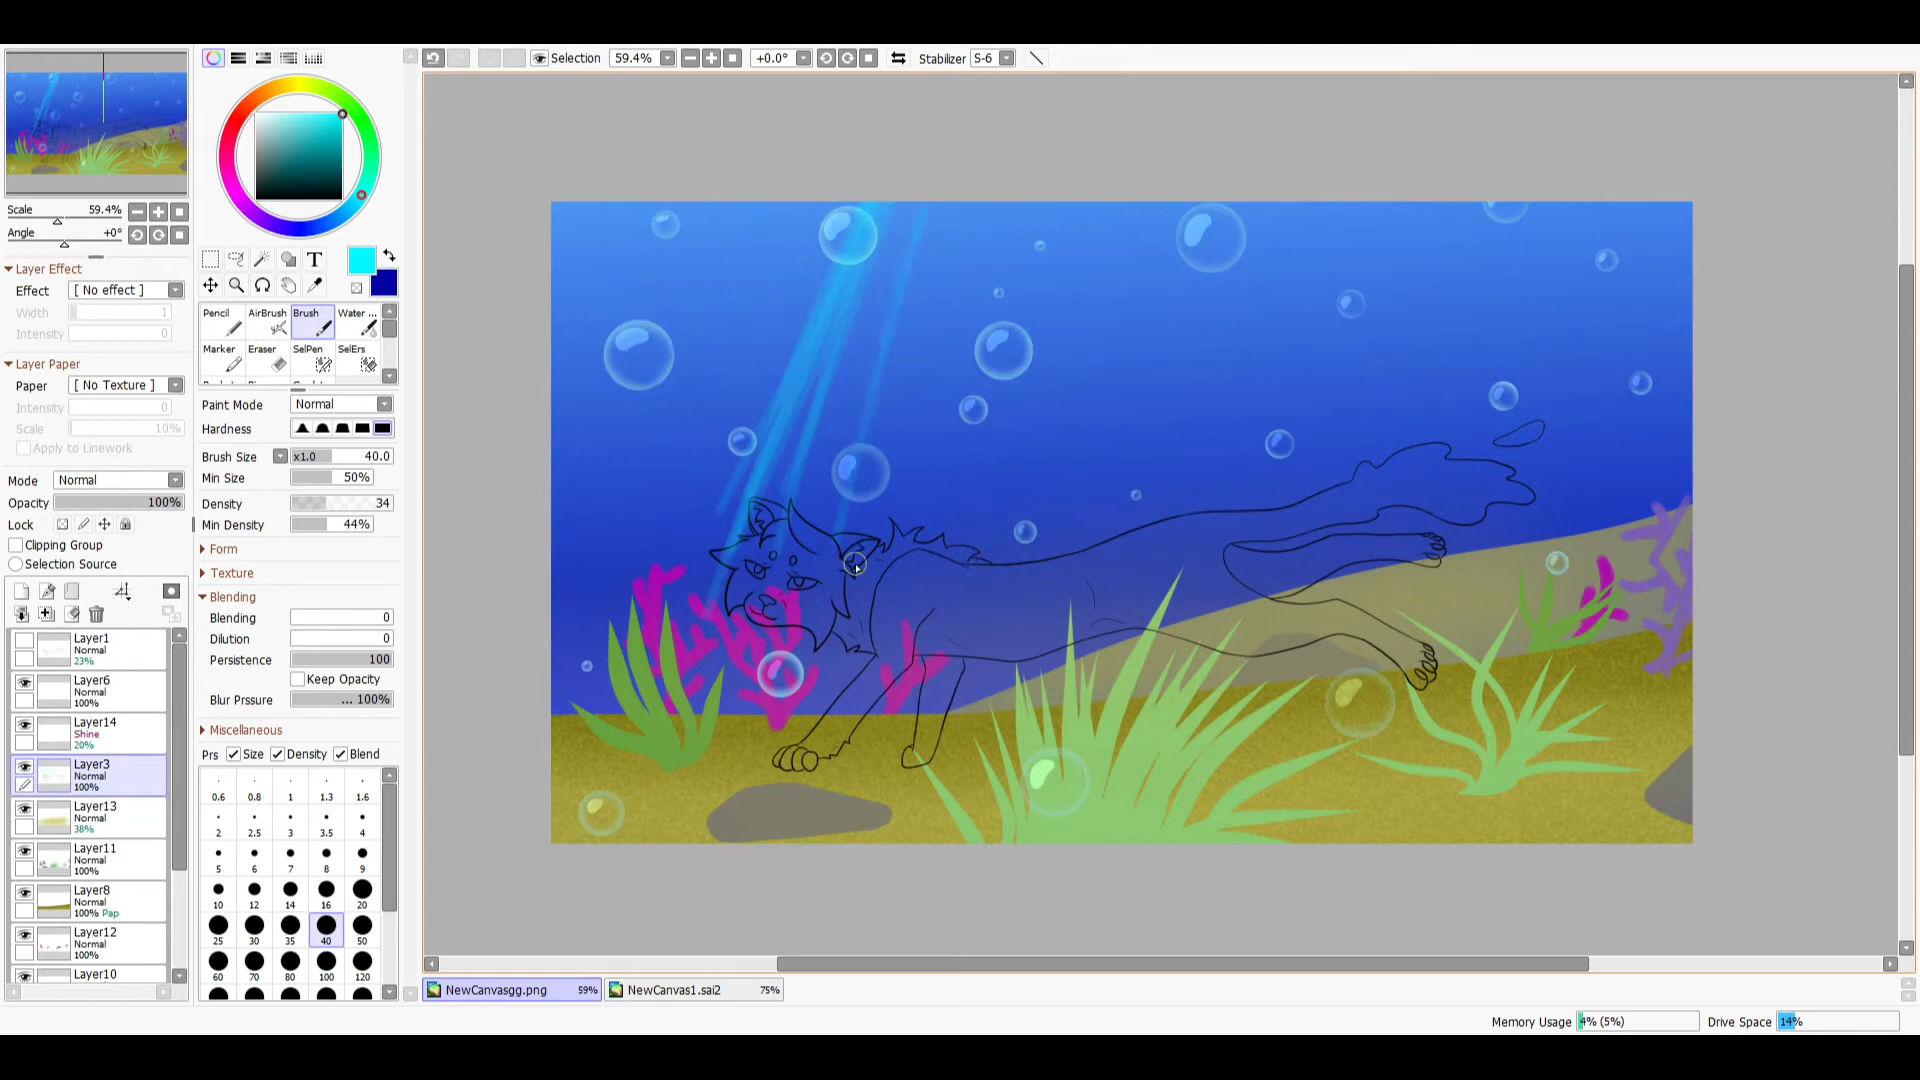 Selection 59.4% +0.0° Stabilizer S-6
Scale 59.4%
Angle +0°
Layer Effect
Effect [ No effect ]
Width 1
Intensity 0
Layer Paper
Paper [ No Texture ]
Intensity 0
Scale 10%
Apply to Linework
Mode Normal
Opacity 100%
Lock
Clipping Group
Selection Source
Layer1
Normal
23%
Layer6
Normal
100%
Layer14
Shine
20%
Layer3
Normal
100%
Layer13
Normal
38%
Layer11
Normal
100%
Layer8
Normal
100% Pap
Layer12
Normal
100%
Layer10
T
Pencil AirBrush Brush Water ...
Marker Eraser SelPen SelErs
Paint Mode Normal
Hardness
Brush Size x1.0 40.0
Min Size 50%
Density 34
Min Density 44%
Form
Texture
Blending
Blending 0
Dilution 0
Persistence 100
Keep Opacity
Blur Prssure ... 100%
Miscellaneous
Prs Size Density Blend
0.6 0.8 1 1.3 1.6
2 2.5 3 3.5 4
5 6 7 8 9
10 12 14 16 20
25 30 35 40 50
60 70 80 100 120
NewCanvasgg.png 59% NewCanvas1.sai2 75%
Memory Usage 4% (5%) Drive Space 14%